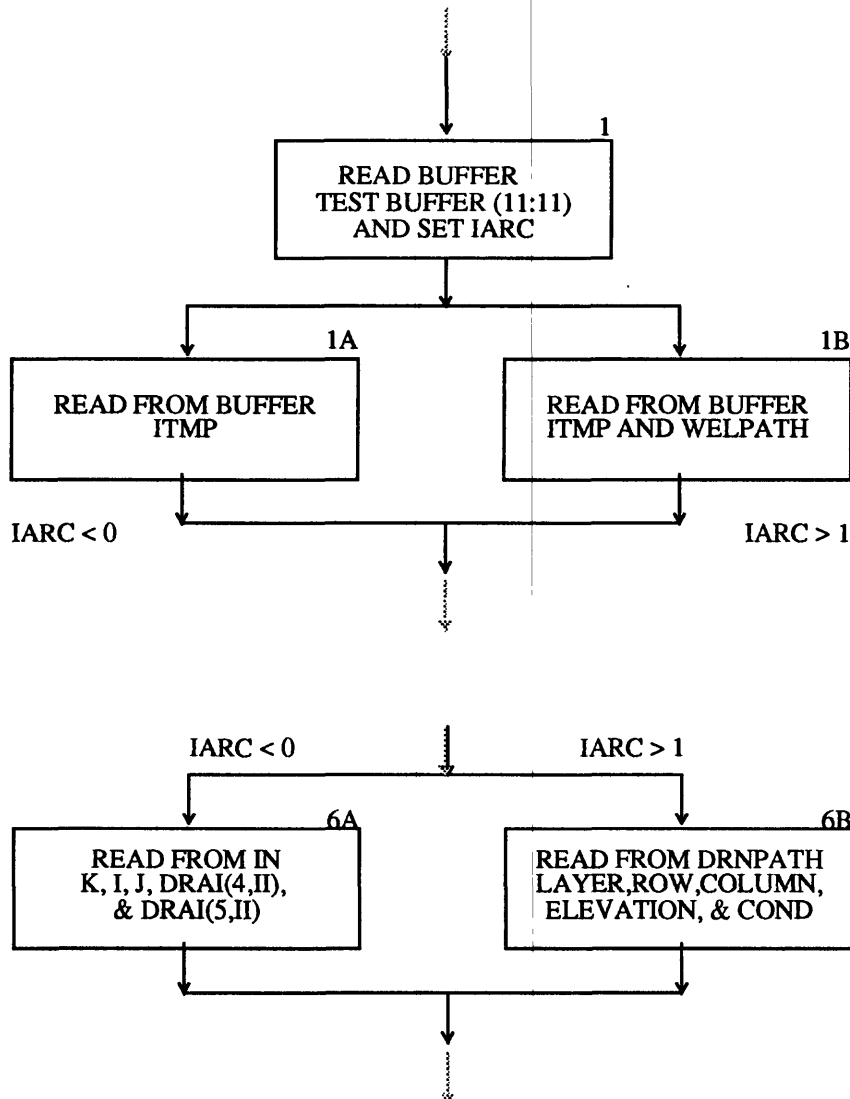 1
READ BUFFER
TEST BUFFER (11:11)
AND SET IARC
1A
READ FROM BUFFER
ITMP
1B
READ FROM BUFFER
ITMP AND WELPATH
IARC < 0
IARC > 1
IARC < 0
IARC > 1
6A
READ FROM IN
K, I, J, DRAI(4,II),
& DRAI(5,II)
6B
READ FROM DRNPATH
LAYER,ROW,COLUMN,
ELEVATION, & COND